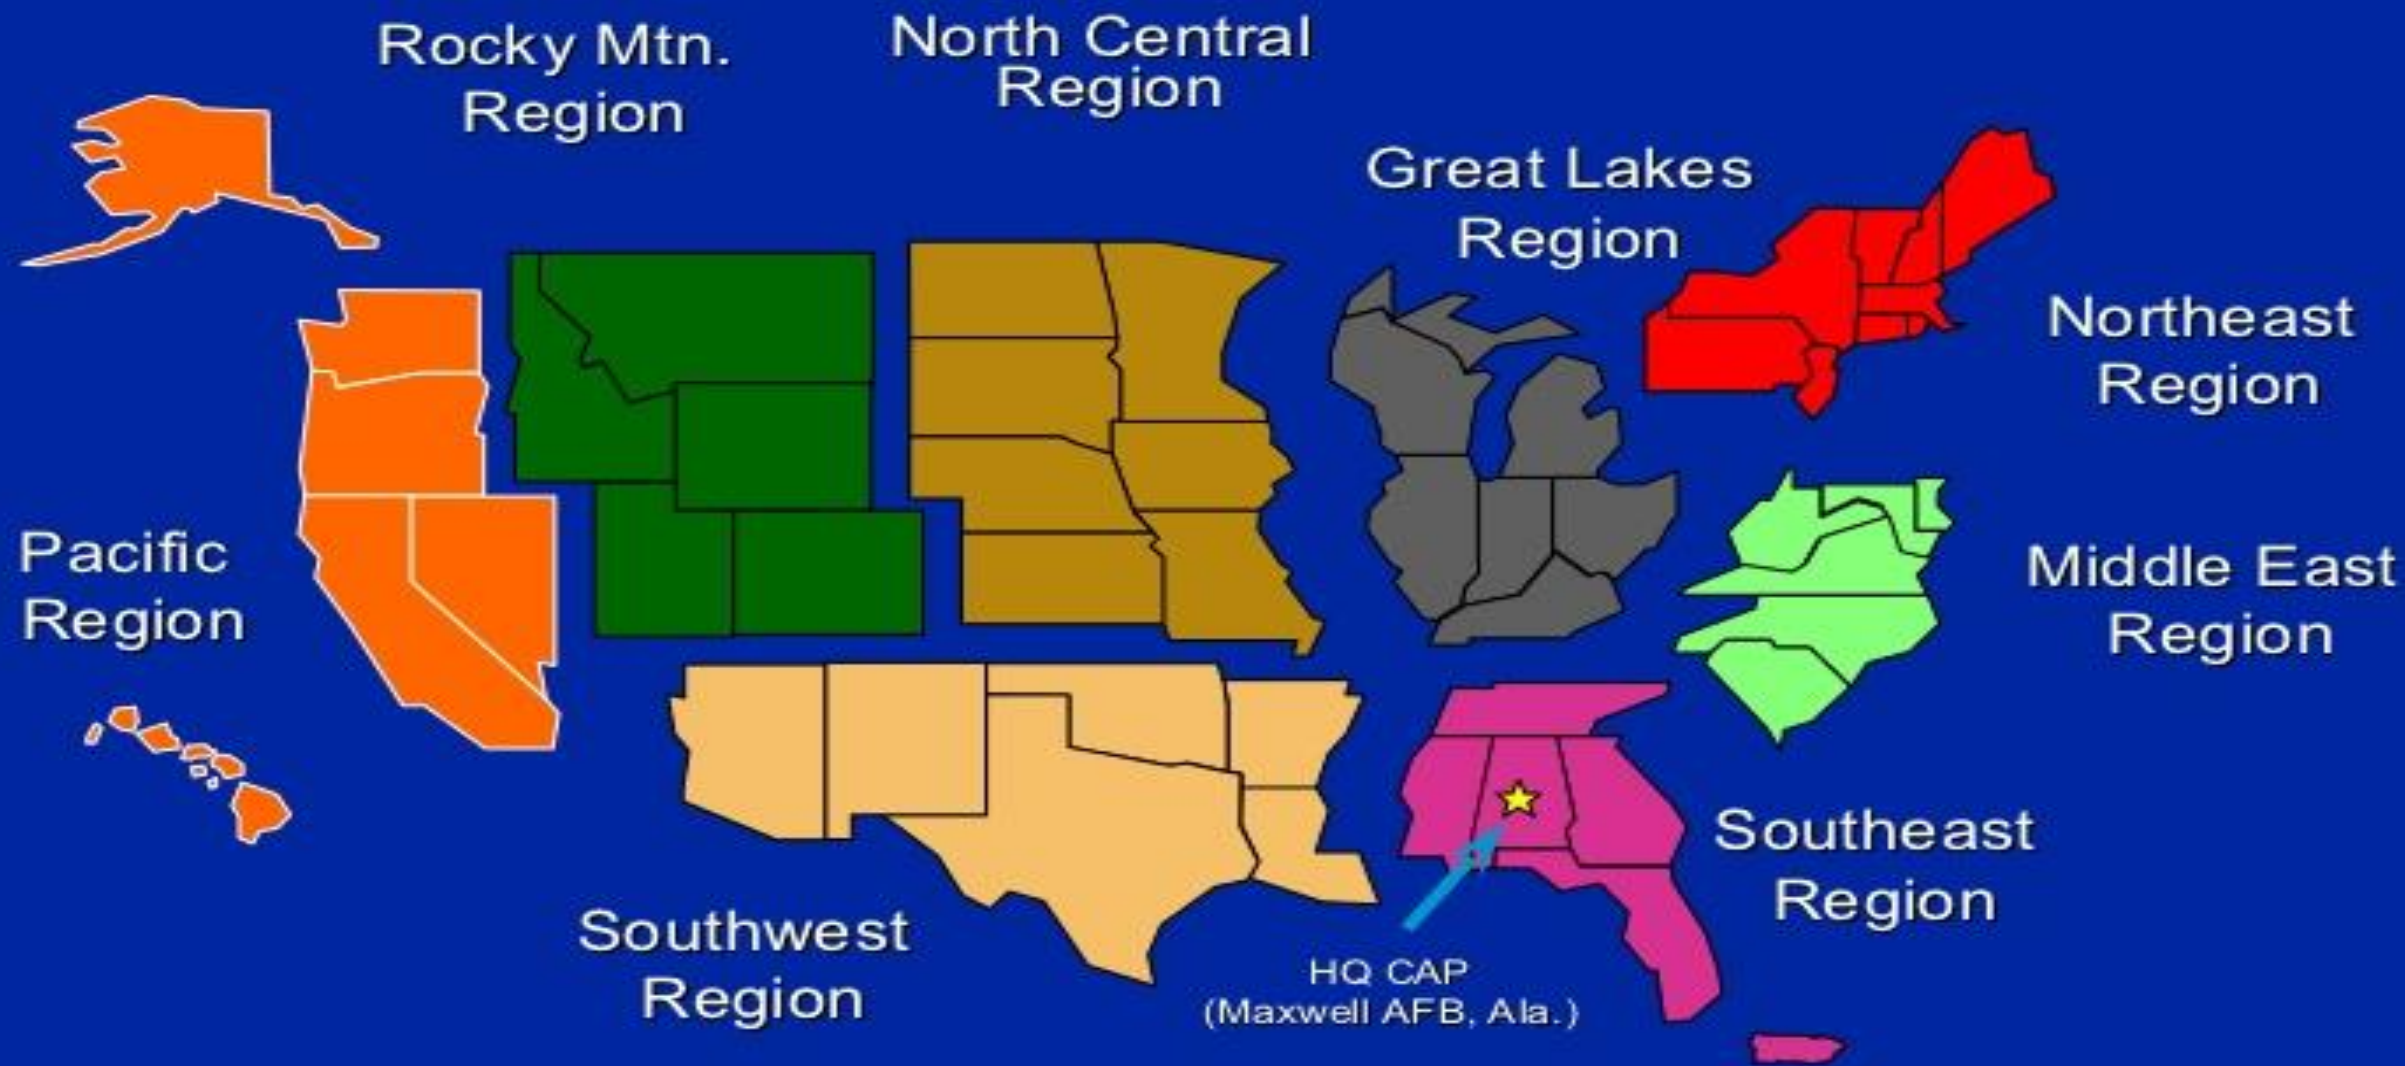 Rocky Mtn.
Region
North Central
Region
Great Lakes
Region
Northeast
Region
Pacific
Region
Middle East
Region
Southeast
Region
Southwest
Region
HQ CAP
(Maxwell AFB, Ala.)